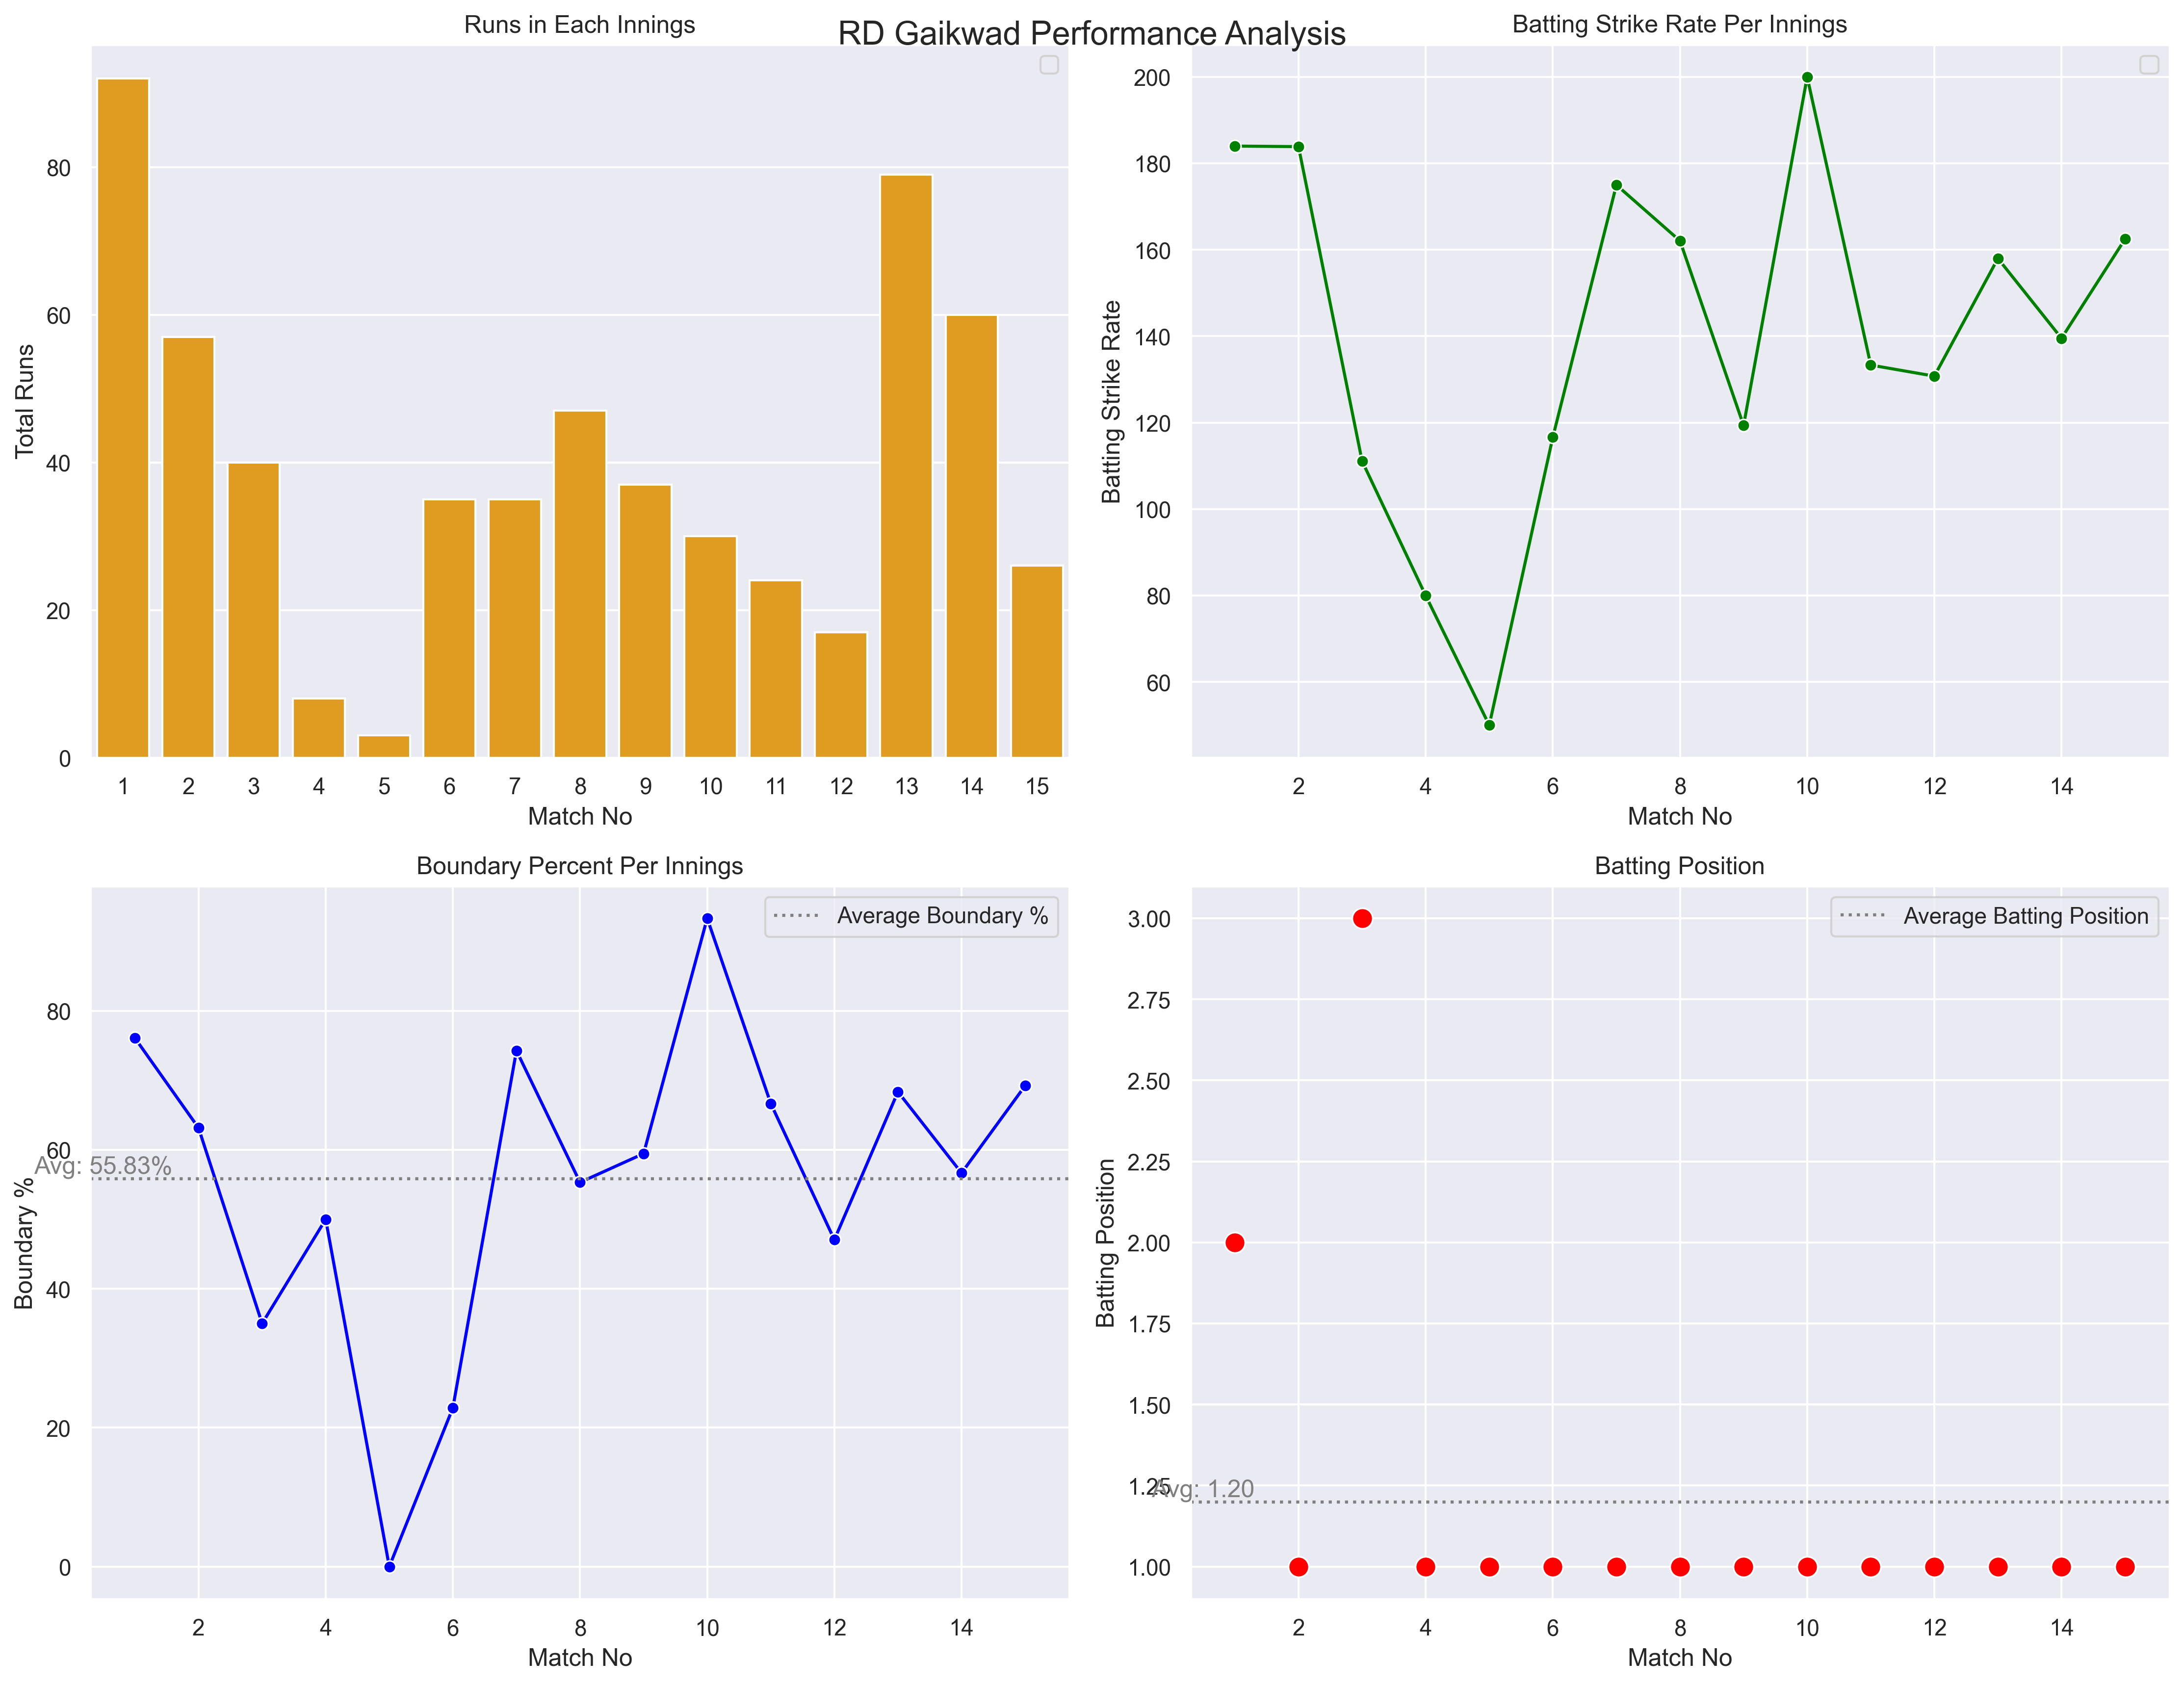 RD Gaikwad Performance Analysis
Runs in Each Innings
Total Runs
80
60
40
20
0
1 2 3 4 5 6 7 8 9 10 11 12 13 14 15
Match No
Batting Strike Rate Per Innings
Batting Strike Rate
200
180
160
140
120
100
80
60
2 4 6 8 10 12 14
Match No
Boundary Percent Per Innings
Average Boundary %
Boundary %
80
60
Avg: 55.83%
40
20
0
2 4 6 8 10 12 14
Match No
Batting Position
Average Batting Position
Batting Position
3.00
2.75
2.50
2.25
2.00
1.75
1.50
1.25
Avg: 1.20
1.00
2 4 6 8 10 12 14
Match No